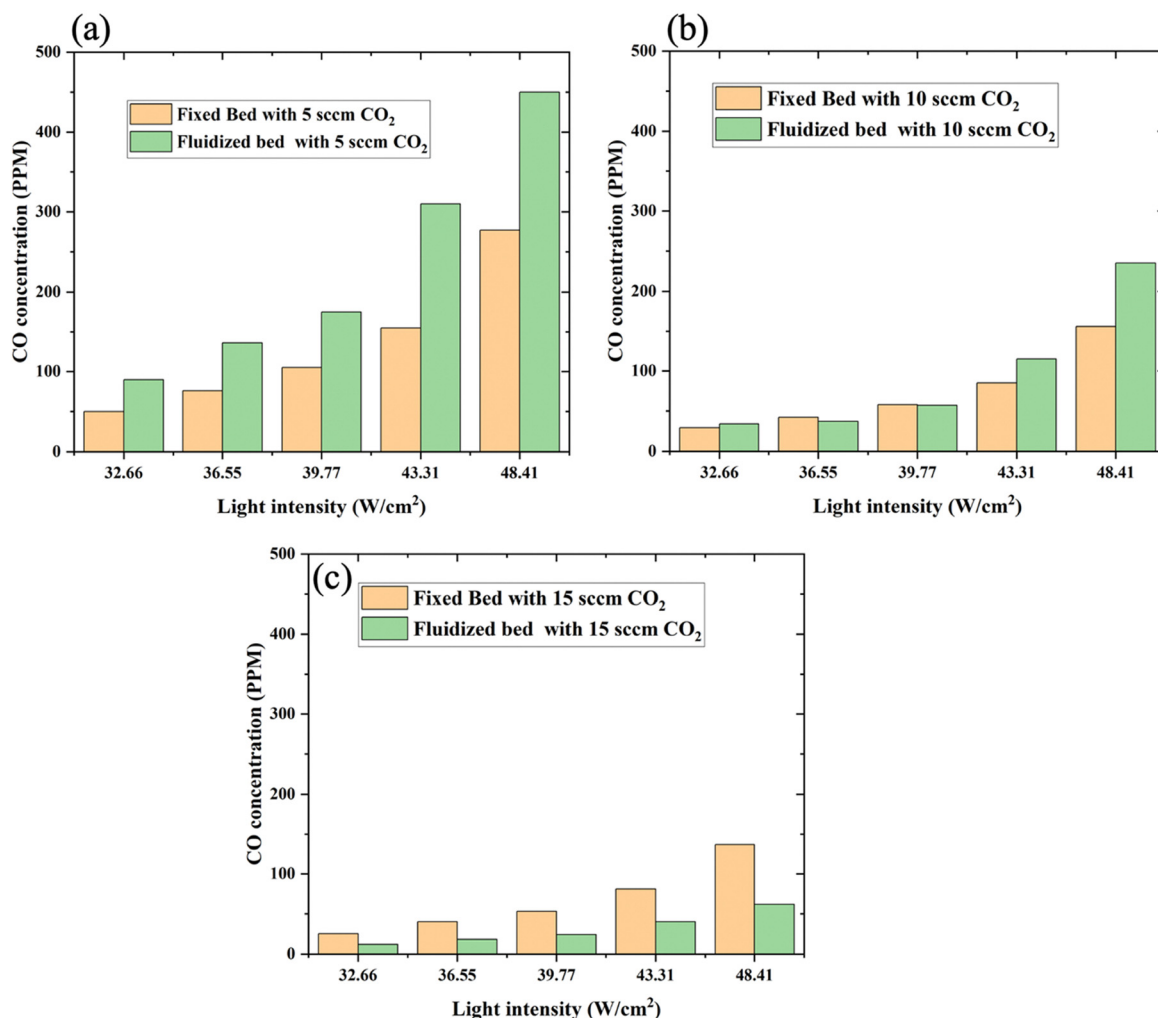 (a)
500
400
300
200
100
0
CO concentration (PPM)
Fixed Bed with 5 sccm CO₂
Fluidized bed with 5 sccm CO₂
32.66 36.55 39.77 43.31 48.41
Light intensity (W/cm²)
(b)
500
400
300
200
100
0
CO concentration (PPM)
Fixed Bed with 10 sccm CO₂
Fluidized bed with 10 sccm CO₂
32.66 36.55 39.77 43.31 48.41
Light intensity (W/cm²)
(c)
500
400
300
200
100
0
CO concentration (PPM)
Fixed Bed with 15 sccm CO₂
Fluidized bed with 15 sccm CO₂
32.66 36.55 39.77 43.31 48.41
Light intensity (W/cm²)